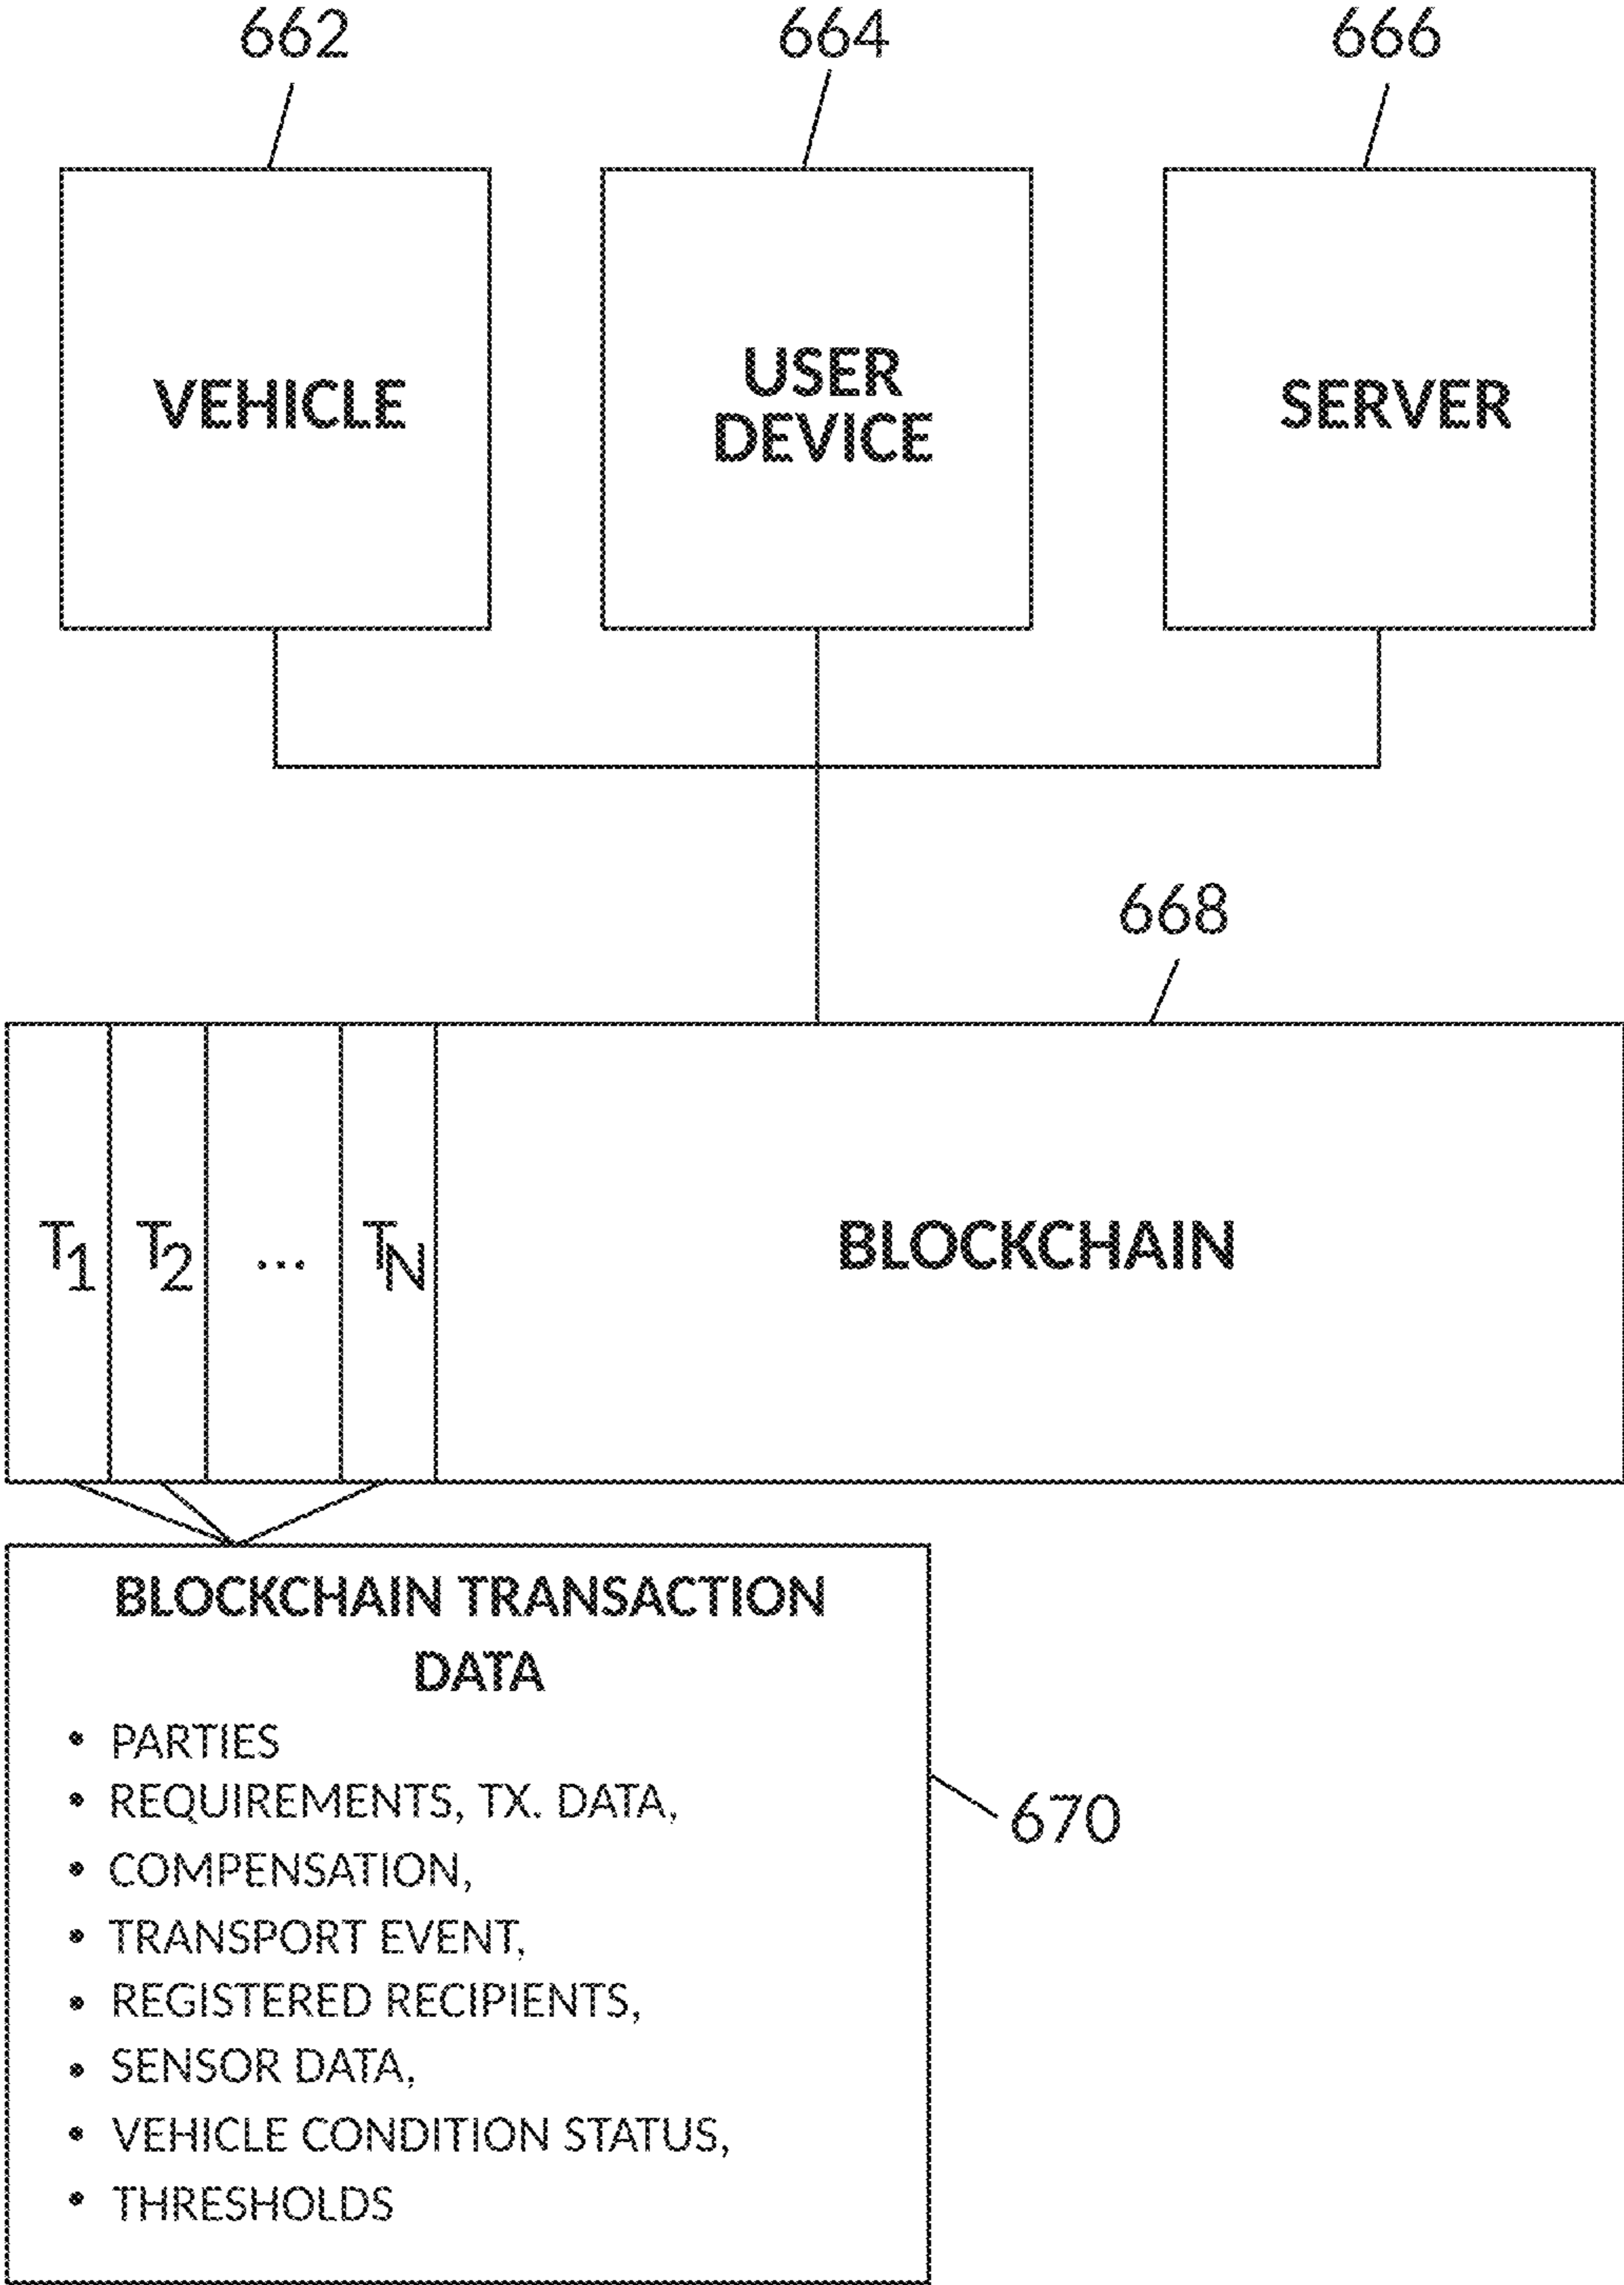 662 664 666
VEHICLE
USER
DEVICE
SERVER
668
T1 T2 ... TN
BLOCKCHAIN
BLOCKCHAIN TRANSACTION
DATA
• PARTIES
• REQUIREMENTS, TX. DATA,
• COMPENSATION,
• TRANSPORT EVENT,
• REGISTERED RECIPIENTS,
• SENSOR DATA,
• VEHICLE CONDITION STATUS,
• THRESHOLDS
670